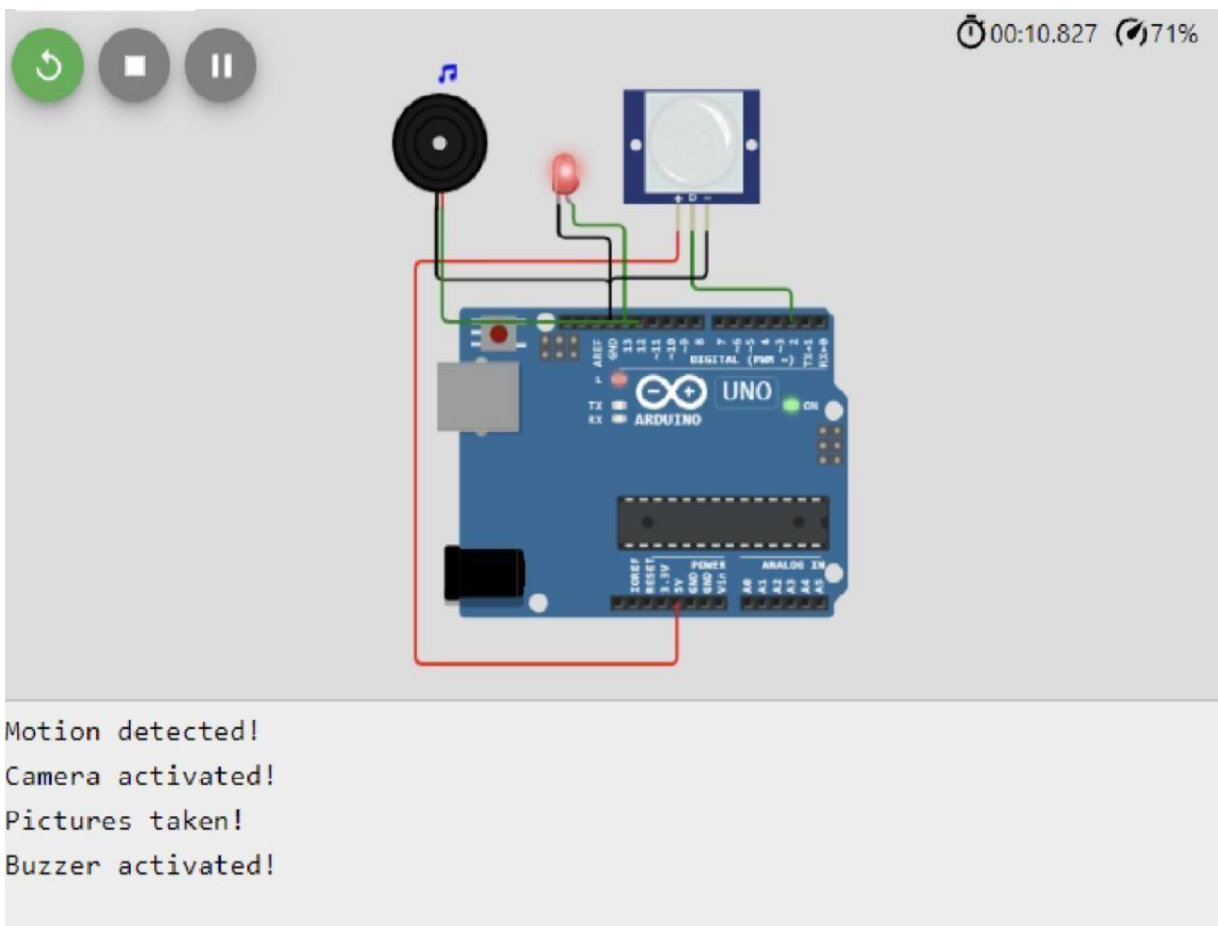 00:10.827 71%
+ D -
AREF
GND
13
12
~11
~10
~9
8
7
~6
~5
4
~3
2
TX→1
RX←0
DIGITAL (PWM ~)
L
TX
RX
UNO
ON
ARDUINO
IOREF
RESET
3.3V
5V
GND
GND
Vin
POWER
ANALOG IN
A0
A1
A2
A3
A4
A5
Motion detected!
Camera activated!
Pictures taken!
Buzzer activated!